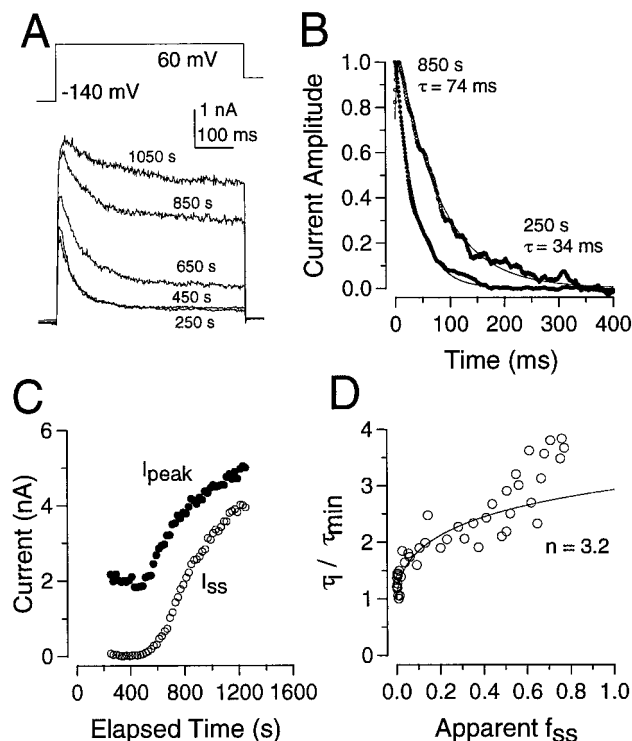 A
60 mV
-140 mV
1 nA
100 ms
1050 s
850 s
650 s
450 s
250 s
B
Current Amplitude
1.0
0.8
0.6
0.4
0.2
0.0
850 s
τ = 74 ms
250 s
τ = 34 ms
0 100 200 300 400
Time (ms)
C
Current (nA)
6
4
2
0
Ipeak
Iss
0 400 800 1200 1600
Elapsed Time (s)
D
τi / τmin
4
3
2
1
0
n = 3.2
0.0 0.2 0.4 0.6 0.8 1.0
Apparent fss